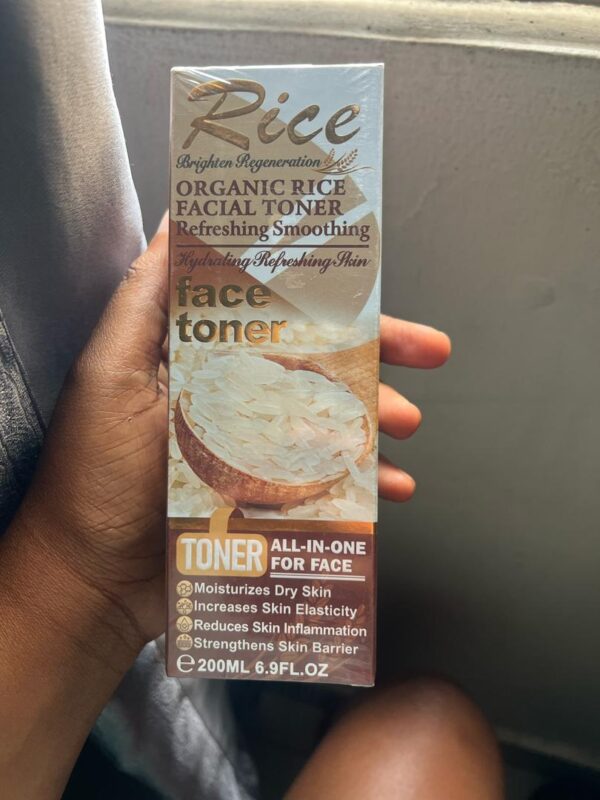 Rice
Brighten Regeneration
ORGANIC RICE
FACIAL TONER
Refreshing Smoothing
Hydrating Refreshing Skin
face
toner
TONER
ALL-IN-ONE
FOR FACE
Moisturizes Dry Skin
Increases Skin Elasticity
Reduces Skin Inflammation
Strengthens Skin Barrier
℮ 200ML 6.9FL.OZ